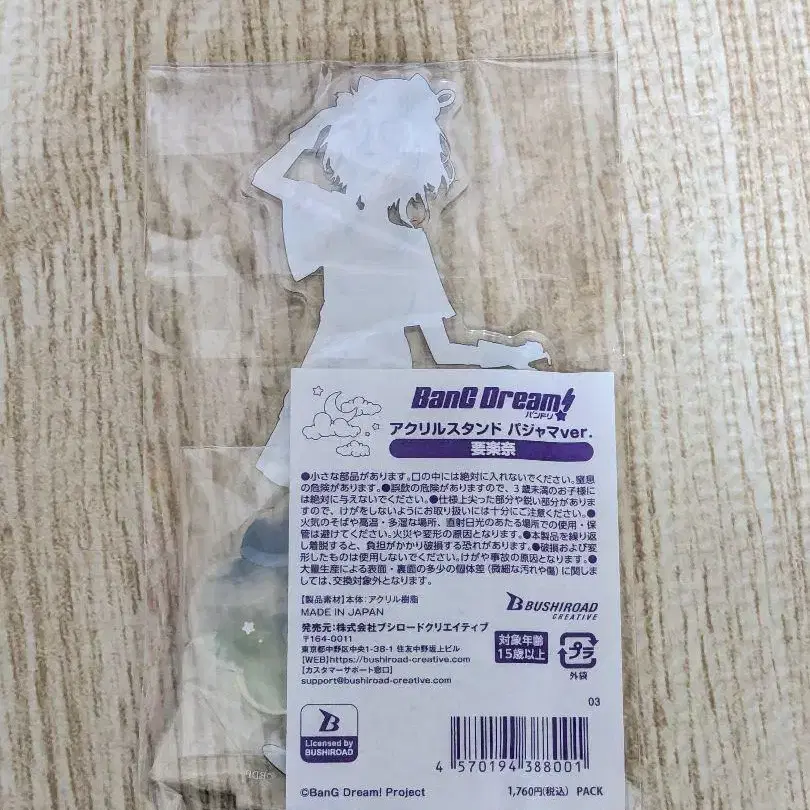 BanG Dream!
バンドリ
アクリルスタンド パジャマver.
要楽奈
●小さな部品があります。口の中には絶対に入れないでください。窒息
の危険があります。●誤飲の危険がありますので、3歳未満のお子様に
は絶対に与えないでください。●仕様上尖った部分や鋭い部分がありま
すので、けがをしないようにお取り扱いには十分にご注意ください。●
火気のそばや高温・多湿な場所、直射日光のあたる場所での使用・保
管は避けてください。火災や変形の原因となります。●本製品を繰り返
し着脱すると、負担がかかり破損する恐れがあります。●破損および変
形したものは使用しないでください。けがや事故の原因となります。●
大量生産による表面・裏面の多少の個体差(微細な汚れや傷)に関しま
しては、交換対象外となります。
【製品素材】本体:アクリル樹脂
MADE IN JAPAN
発売元:株式会社ブシロードクリエイティブ
〒164-0011
東京都中野区中央1-38-1 住友中野坂上ビル
[WEB]https://bushiroad-creative.com
[カスタマーサポート窓口]
support@bushiroad-creative.com
BUSHIROAD
CREATIVE
対象年齢
15歳以上
プラ
外袋
03
B
Licensed by
BUSHIROAD
4 570194 388001
©BanG Dream! Project
1,760円(税込) PACK